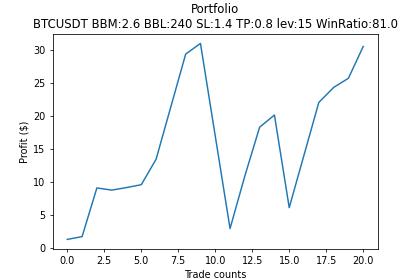 Portfolio
BTCUSDT BBM:2.6 BBL:240 SL:1.4 TP:0.8 lev:15 WinRatio:81.0
30
25
20
15
10
5
0
Profit ($)
0.0 2.5 5.0 7.5 10.0 12.5 15.0 17.5 20.0
Trade counts